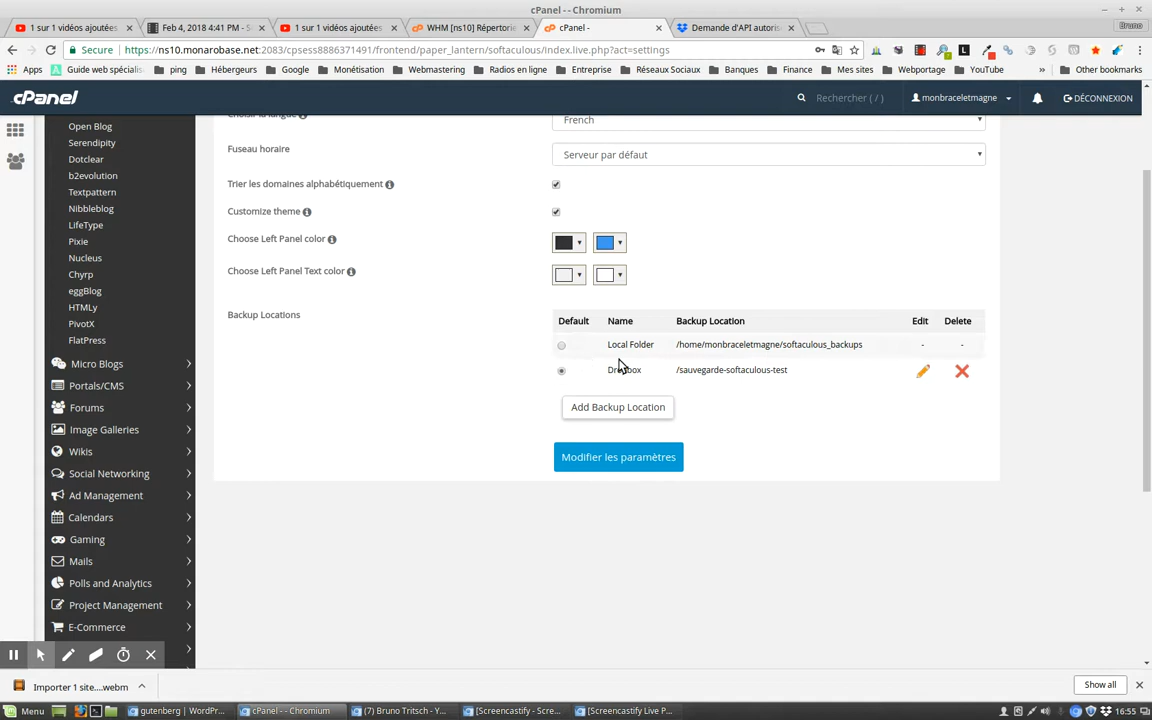 cPanel - - Chromium
1 sur 1 vidéos ajoutées
Feb 4, 2018 4:41 PM - S
1 sur 1 vidéos ajoutées
WHM [ns10] Répertorie
cPanel -
Demande d'API autorit
Bruno
Secure
https://ns10.monarobase.net:2083/cpsess8886371491/frontend/paper_lantern/softaculous/index.live.php?act=settings
Apps
Guide web spécialis
ping
Hébergeurs
Google
Monétisation
Webmastering
Radios en ligne
Entreprise
Réseaux Sociaux
Banques
Finance
Mes sites
Webportage
YouTube
Other bookmarks
cPanel
Rechercher ( / )
monbraceletmagne
DÉCONNEXION
Open Blog
Serendipity
Dotclear
b2evolution
Textpattern
Nibbleblog
LifeType
Pixie
Nucleus
Chyrp
eggBlog
HTMLy
PivotX
FlatPress
Micro Blogs
Portals/CMS
Forums
Image Galleries
Wikis
Social Networking
Ad Management
Calendars
Gaming
Mails
Polls and Analytics
Project Management
E-Commerce
Choisir la langue
French
Fuseau horaire
Serveur par défaut
Trier les domaines alphabétiquement
Customize theme
Choose Left Panel color
Choose Left Panel Text color
Backup Locations
Default Name Backup Location Edit Delete
Local Folder /home/monbraceletmagne/softaculous_backups - -
Dropbox /sauvegarde-softaculous-test
Add Backup Location
Modifier les paramètres
Importer 1 site....webm
Show all
Menu
gutenberg | WordPr...
cPanel - - Chromium
(7) Bruno Tritsch - Y...
[Screencastify - Scre...
[Screencastify Live P...
16:55